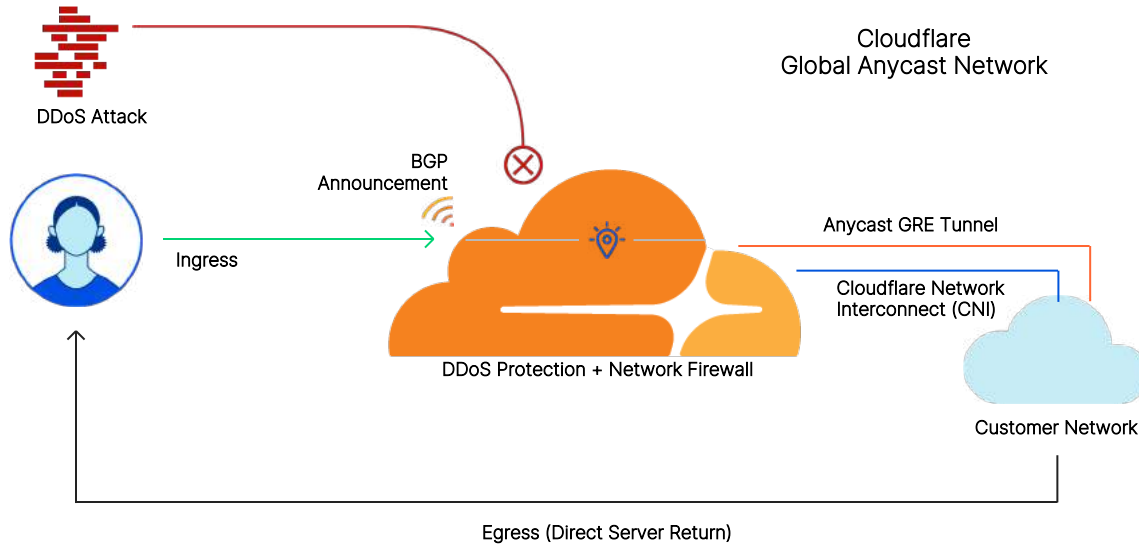 Cloudflare
Global Anycast Network
DDoS Attack
BGP
Announcement
Ingress
Anycast GRE Tunnel
Cloudflare Network
Interconnect (CNI)
DDoS Protection + Network Firewall
Customer Network
Egress (Direct Server Return)